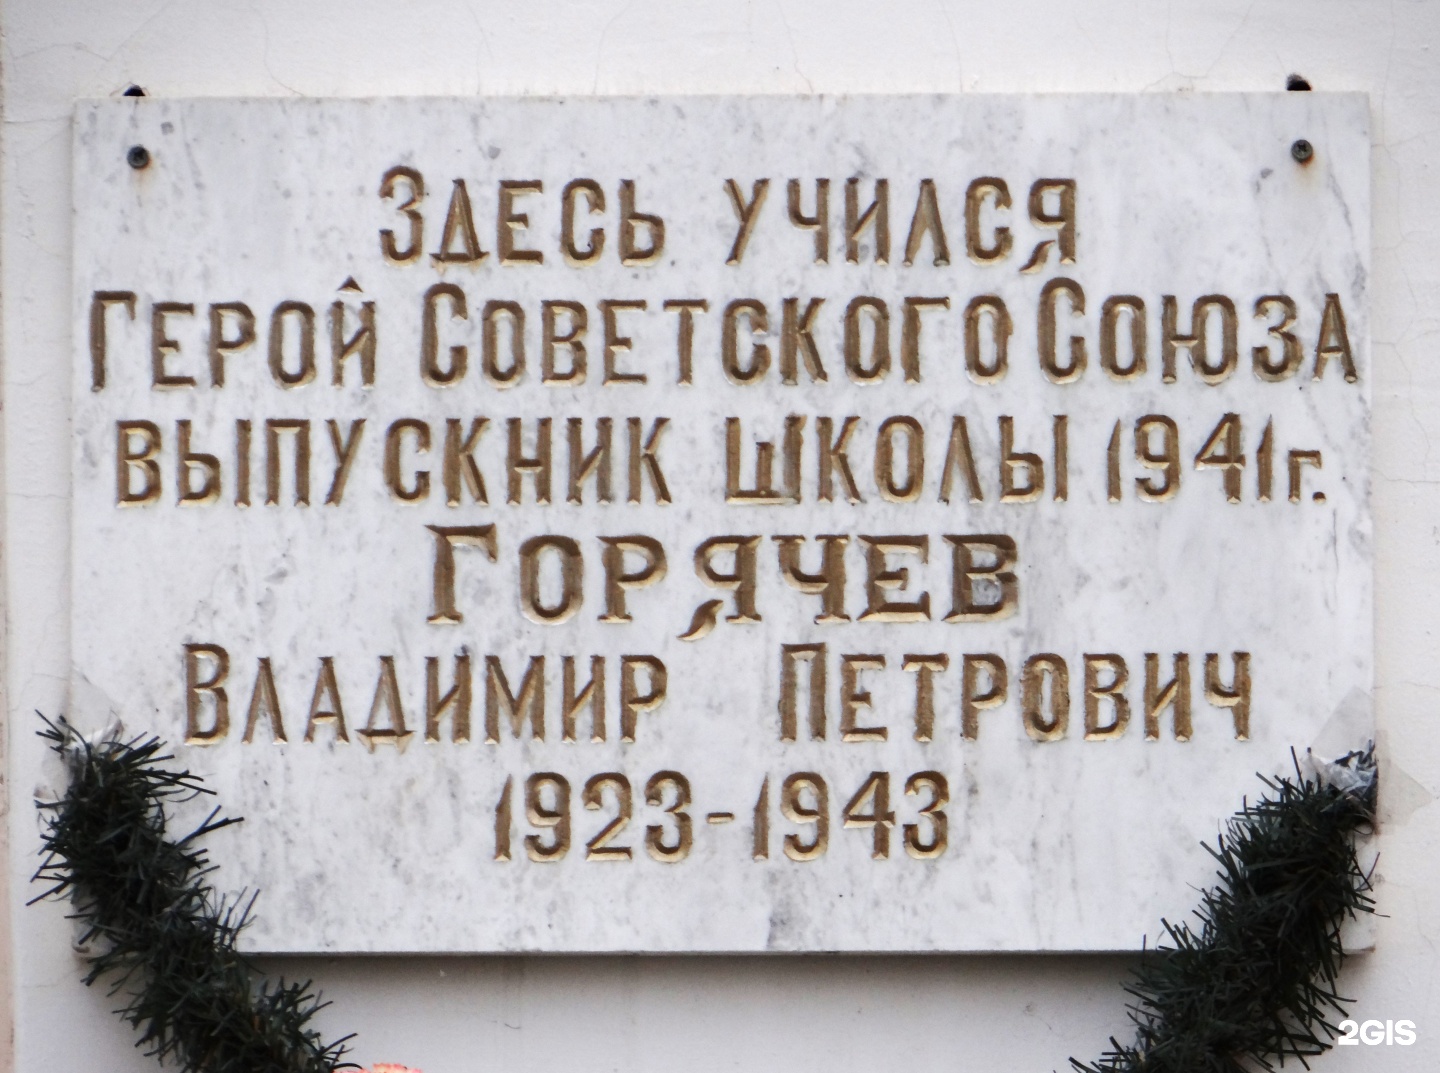 Здесь учился
Герой Советского Союза
выпускник школы 1941г.
Горячев
Владимир Петрович
1923-1943
2GIS